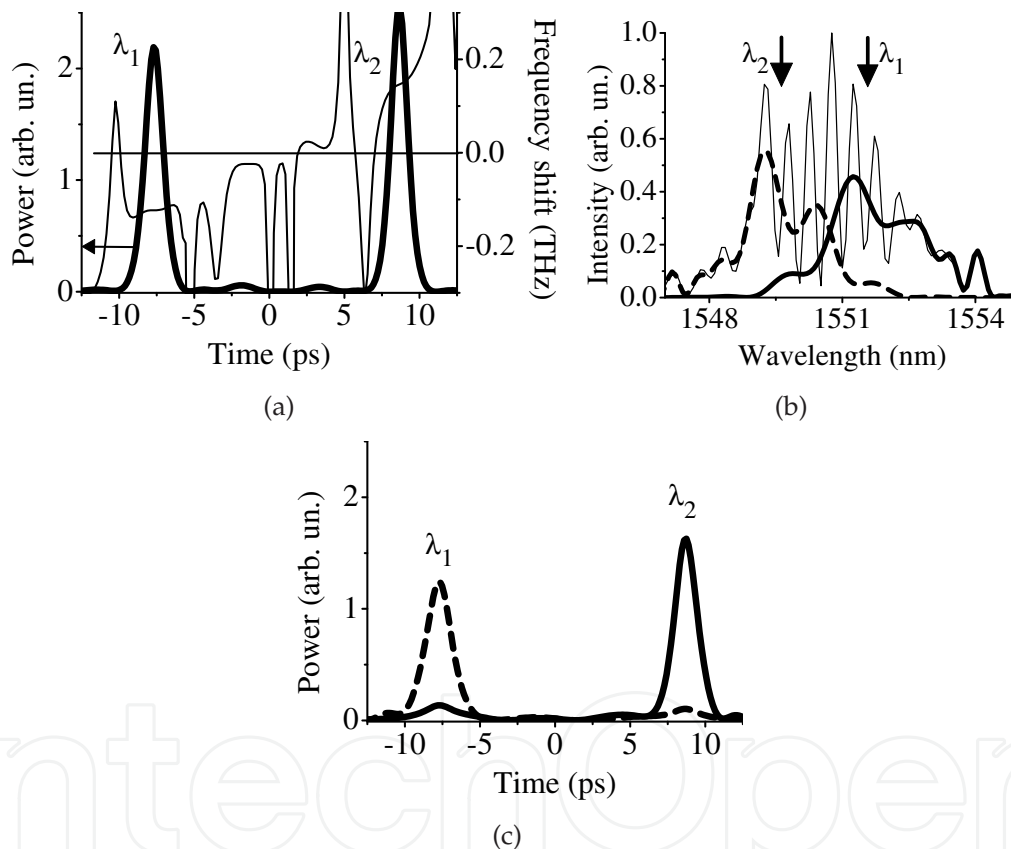 λ1
λ2
2
1
0
0.2
0.0
-0.2
-10
-5
0
5
10
Power (arb. un.)
Frequency shift (THz)
Time (ps)
(a)
λ2
λ1
1.0
0.8
0.6
0.4
0.2
0.0
1548
1551
1554
Intensity (arb. un.)
Wavelength (nm)
(b)
λ1
λ2
2
1
0
-10
-5
0
5
10
Power (arb. un.)
Time (ps)
(c)
ntechOpen